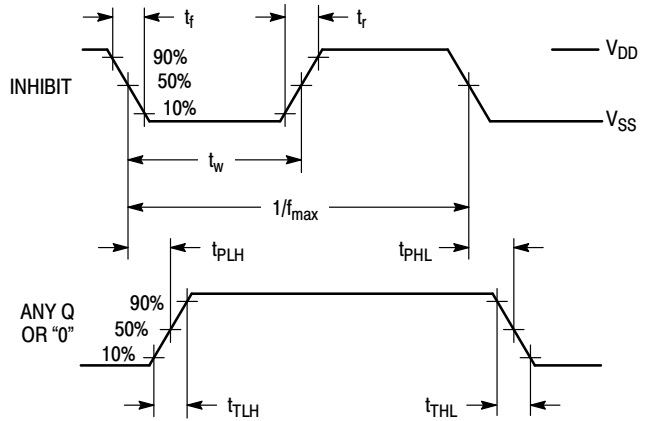 t_f
t_r
90%
V_DD
INHIBIT
50%
10%
V_SS
t_w
1/f_max
t_PLH
t_PHL
ANY Q
OR “0”
90%
50%
10%
t_TLH
t_THL